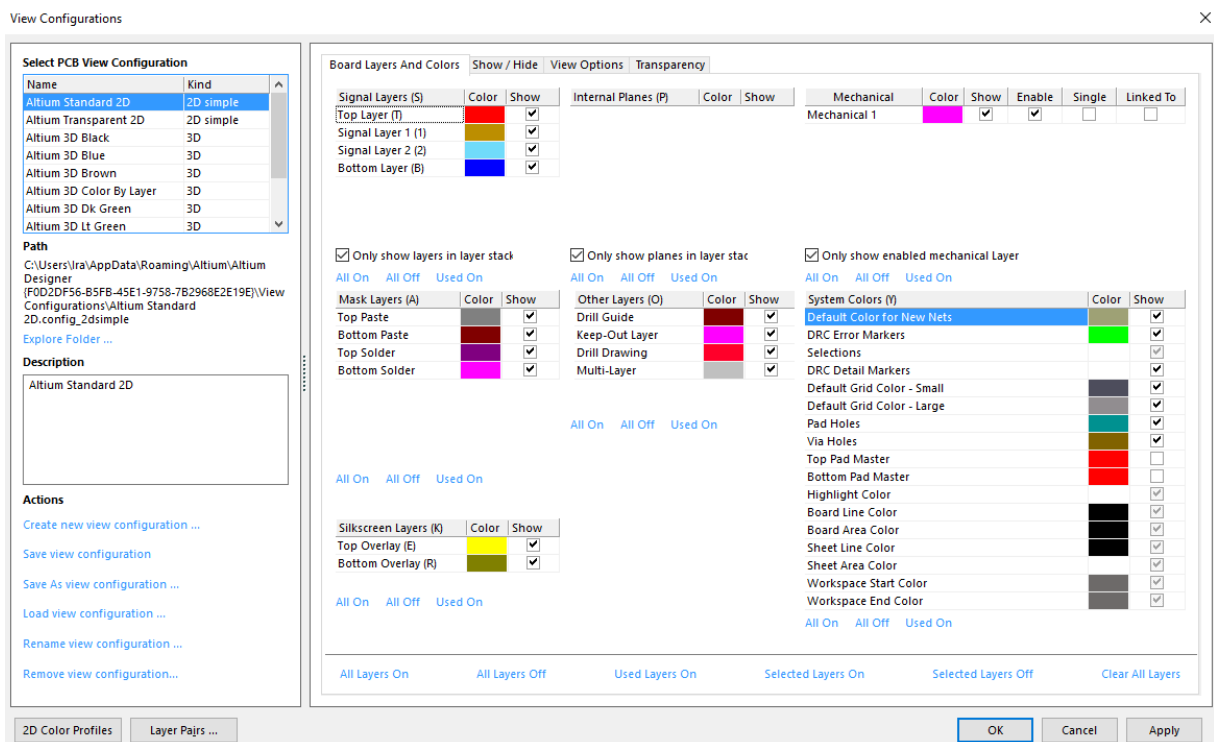 View Configurations
Select PCB View Configuration
Name Kind
Altium Standard 2D 2D simple
Altium Transparent 2D 2D simple
Altium 3D Black 3D
Altium 3D Blue 3D
Altium 3D Brown 3D
Altium 3D Color By Layer 3D
Altium 3D Dk Green 3D
Altium 3D Lt Green 3D
Path
C:\Users\Ira\AppData\Roaming\Altium\Altium
Designer
{F0D2DF56-B5FB-45E1-9758-7B2968E2E19E}\View
Configurations\Altium Standard
2D.config_2dsimple
Explore Folder ...
Description
Altium Standard 2D
Actions
Create new view configuration ...
Save view configuration
Save As view configuration ...
Load view configuration ...
Rename view configuration ...
Remove view configuration...
Board Layers And Colors Show / Hide View Options Transparency
Signal Layers (S) Color Show
Top Layer (T)
Signal Layer 1 (1)
Signal Layer 2 (2)
Bottom Layer (B)
Only show layers in layer stack
All On All Off Used On
Internal Planes (P) Color Show
Only show planes in layer stac
All On All Off Used On
Mechanical Color Show Enable Single Linked To
Mechanical 1
Only show enabled mechanical Layer
All On All Off Used On
Mask Layers (A) Color Show
Top Paste
Bottom Paste
Top Solder
Bottom Solder
All On All Off Used On
Other Layers (O) Color Show
Drill Guide
Keep-Out Layer
Drill Drawing
Multi-Layer
All On All Off Used On
System Colors (Y) Color Show
Default Color for New Nets
DRC Error Markers
Selections
DRC Detail Markers
Default Grid Color - Small
Default Grid Color - Large
Pad Holes
Via Holes
Top Pad Master
Bottom Pad Master
Highlight Color
Board Line Color
Board Area Color
Sheet Line Color
Sheet Area Color
Workspace Start Color
Workspace End Color
All On All Off Used On
Silkscreen Layers (K) Color Show
Top Overlay (E)
Bottom Overlay (R)
All On All Off Used On
All Layers On All Layers Off Used Layers On Selected Layers On Selected Layers Off Clear All Layers
2D Color Profiles Layer Pairs ... OK Cancel Apply